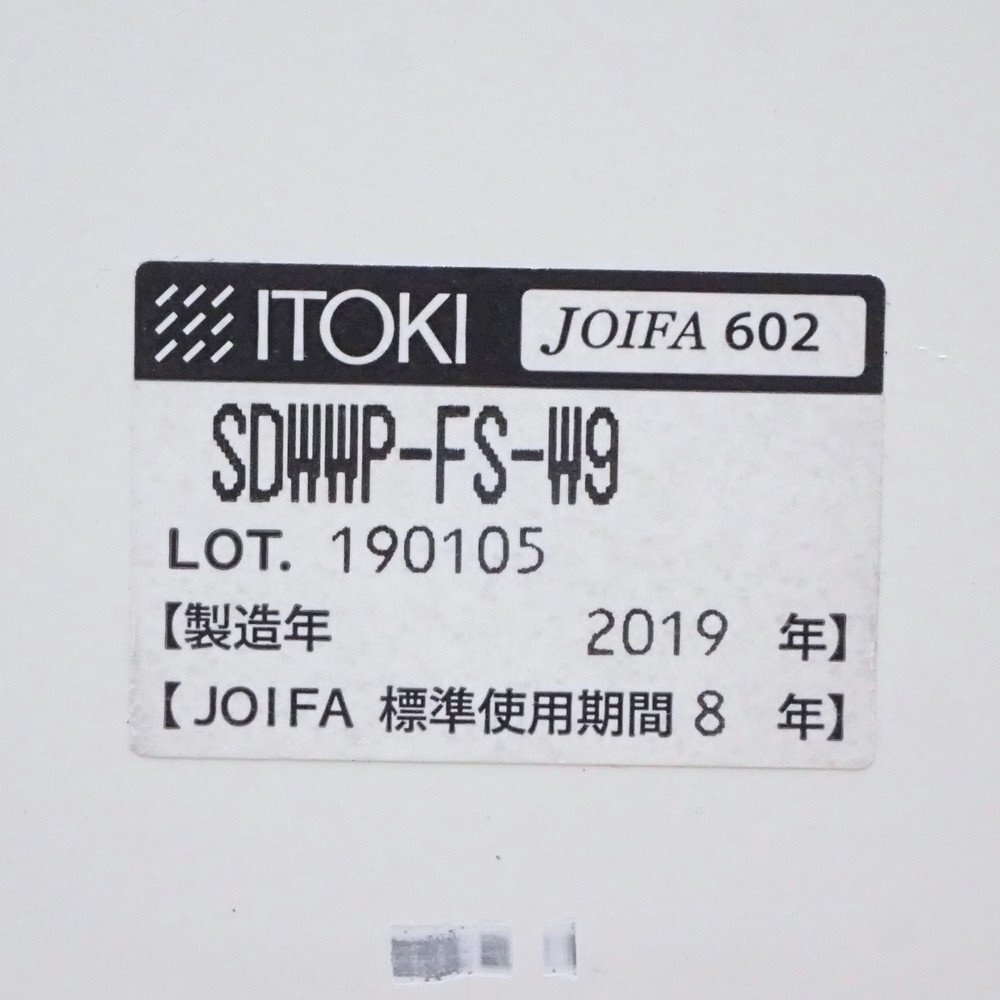 ITOKI JOIFA 602
SDWWP-FS-W9
LOT. 190105
【製造年 2019 年】
【JOIFA 標準使用期間 8 年】